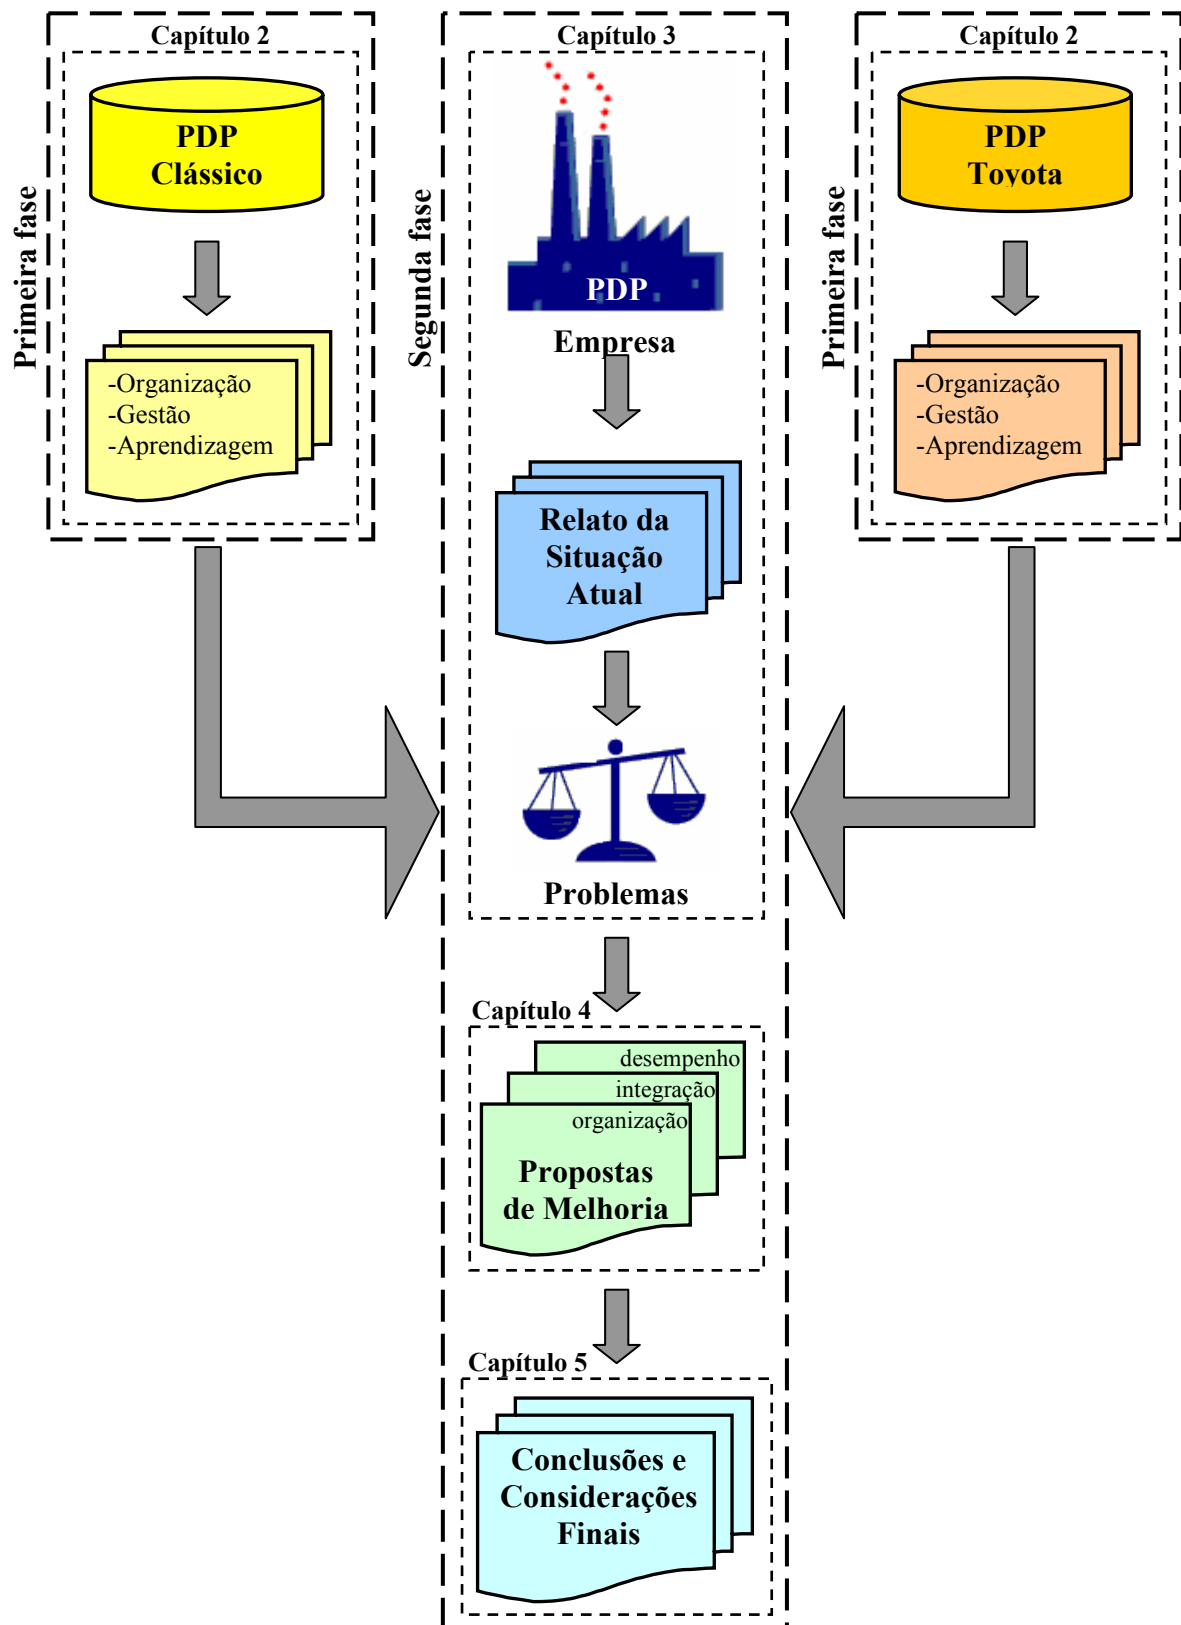 Capítulo 2
Primeira fase
PDP
Clássico
-Organização
-Gestão
-Aprendizagem
Capítulo 3
Segunda fase
PDP
Empresa
Relato da
Situação
Atual
Problemas
Capítulo 2
Primeira fase
PDP
Toyota
-Organização
-Gestão
-Aprendizagem
Capítulo 4
desempenho
integração
organização
Propostas
de Melhoria
Capítulo 5
Conclusões e
Considerações
Finais